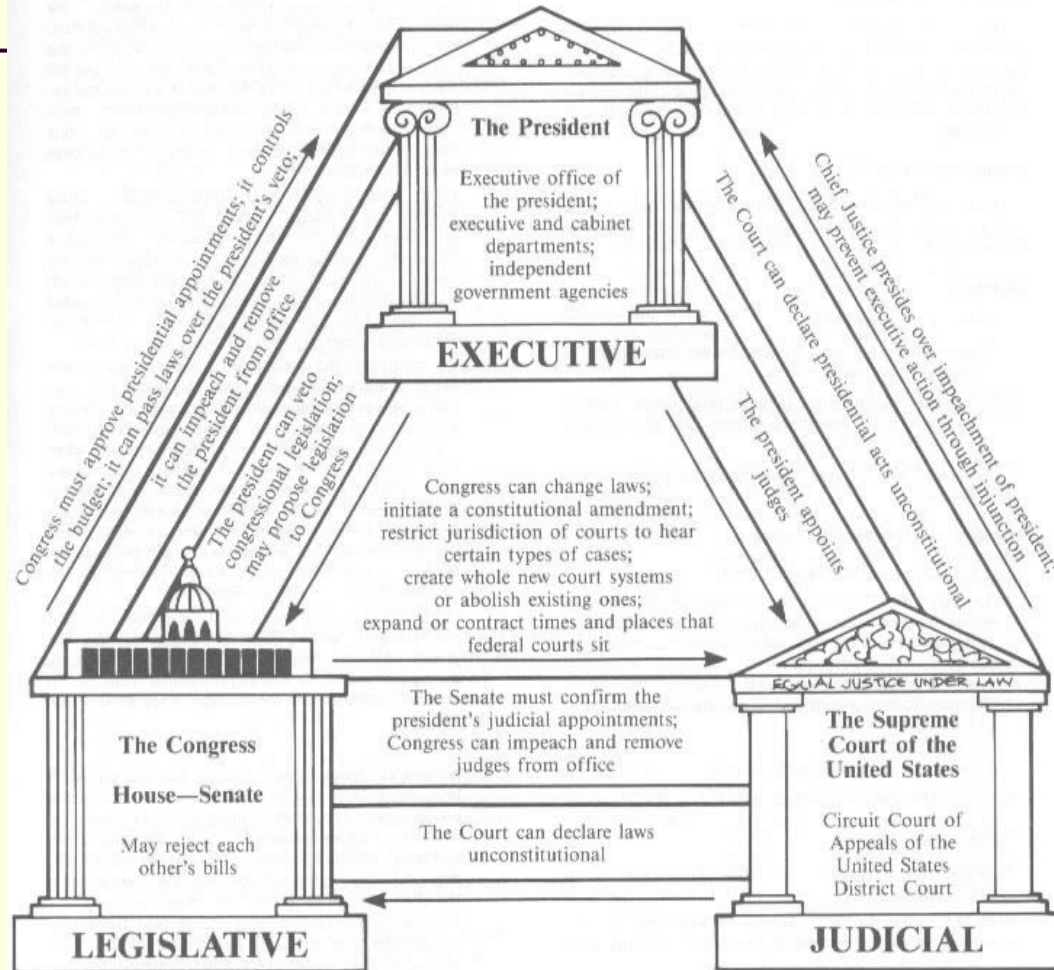 The President
Executive office of
the president;
executive and cabinet
departments;
independent
government agencies
EXECUTIVE
Congress must approve presidential appointments; it controls
the budget; it can pass laws over the president's veto;
it can impeach and remove
the president from office
The president can veto
congressional legislation;
may propose legislation
to Congress
Chief Justice presides over impeachment of president;
may prevent executive action through injunction
The Court can declare presidential acts unconstitutional
The president appoints
judges
Congress can change laws;
initiate a constitutional amendment;
restrict jurisdiction of courts to hear
certain types of cases;
create whole new court systems
or abolish existing ones;
expand or contract times and places that
federal courts sit
The Senate must confirm the
president's judicial appointments;
Congress can impeach and remove
judges from office
The Court can declare laws
unconstitutional
The Congress
House—Senate
May reject each
other's bills
LEGISLATIVE
EQUAL JUSTICE UNDER LAW
The Supreme
Court of the
United States
Circuit Court of
Appeals of the
United States
District Court
JUDICIAL